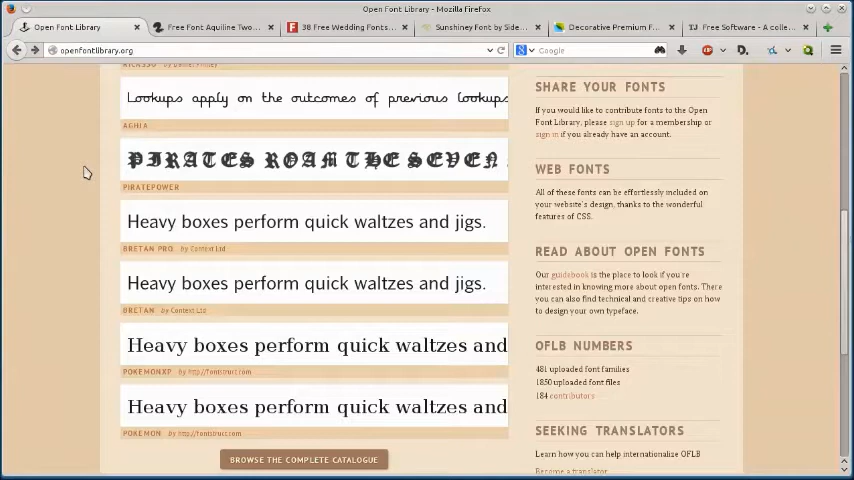 Open Font Library - Mozilla Firefox
Open Font Library
Free Font Aquiline Two...
38 Free Wedding Fonts...
Sunshiney Font by Side...
Decorative Premium F...
Free Software - A colle...
openfontlibrary.org
Google
Lookups apply on the outcomes of previous lookups
AGHJA
PIRATES ROAM THE SEVEN
PIRATEPOWER
Heavy boxes perform quick waltzes and jigs.
BRETAN PRO by Context Ltd
Heavy boxes perform quick waltzes and jigs.
BRETAN by Context Ltd
Heavy boxes perform quick waltzes and
POKEMONXP by http://fontstruct.com
Heavy boxes perform quick waltzes and
POKEMON by http://fontstruct.com
BROWSE THE COMPLETE CATALOGUE
SHARE YOUR FONTS
If you would like to contribute fonts to the Open
Font Library, please sign up for a membership or
sign in if you already have an account.
WEB FONTS
All of these fonts can be effortlessly included on
your website's design, thanks to the wonderful
features of CSS.
READ ABOUT OPEN FONTS
Our guidebook is the place to look if you're
interested in knowing more about open fonts. There
you can also find technical and creative tips on how
to design your own typeface.
OFLB NUMBERS
481 uploaded font families
1850 uploaded font files
184 contributors
SEEKING TRANSLATORS
Learn how you can help internationalize OFLB
Become a translator